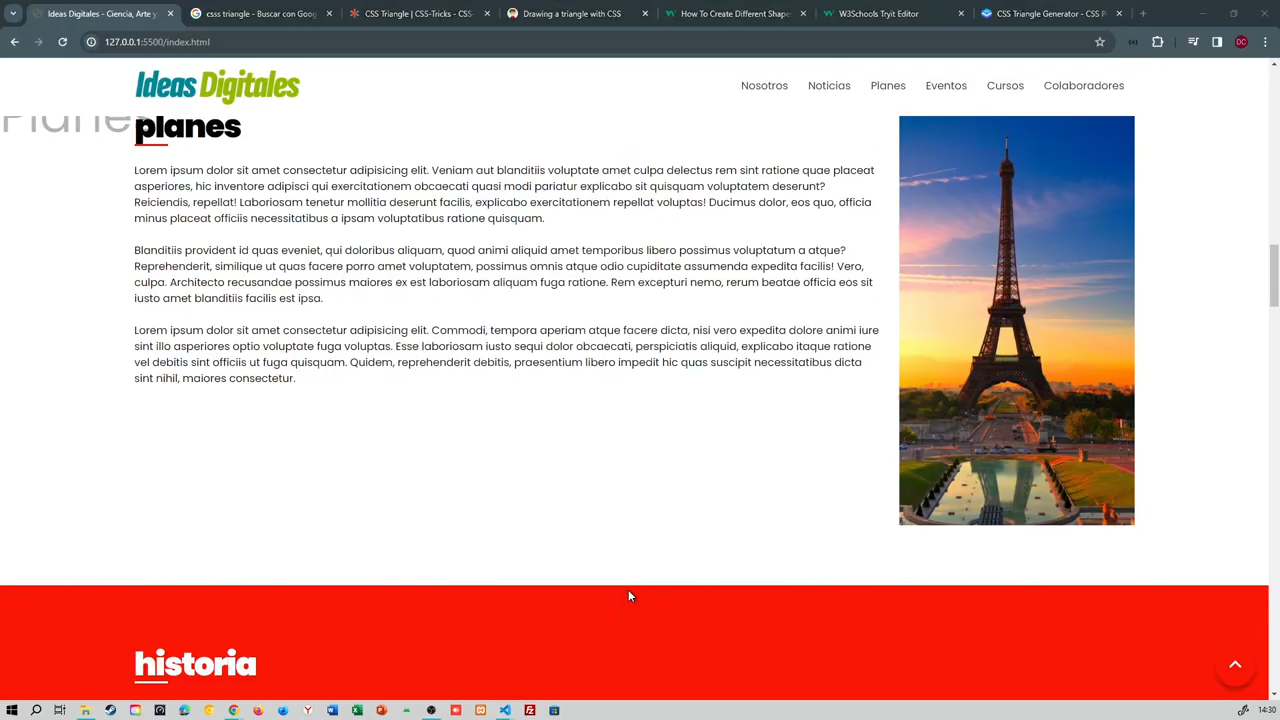 Ideas Digitales - Ciencia, Arte y
csss triangle - Buscar con Goog
CSS Triangle | CSS-Tricks - CSS-
Drawing a triangle with CSS
How To Create Different Shape
W3Schools Tryit Editor
CSS Triangle Generator - CSS P
127.0.0.1:5500/index.html
DC
Ideas Digitales
Nosotros Noticias Planes Eventos Cursos Colaboradores
Planes
planes
Lorem ipsum dolor sit amet consectetur adipisicing elit. Veniam aut blanditiis voluptate amet culpa delectus rem sint ratione quae placeat
asperiores, hic inventore adipisci qui exercitationem obcaecati quasi modi pariatur explicabo sit quisquam voluptatem deserunt?
Reiciendis, repellat! Laboriosam tenetur mollitia deserunt facilis, explicabo exercitationem repellat voluptas! Ducimus dolor, eos quo, officia
minus placeat officiis necessitatibus a ipsam voluptatibus ratione quisquam.
Blanditiis provident id quas eveniet, qui doloribus aliquam, quod animi aliquid amet temporibus libero possimus voluptatum a atque?
Reprehenderit, similique ut quas facere porro amet voluptatem, possimus omnis atque odio cupiditate assumenda expedita facilis! Vero,
culpa. Architecto recusandae possimus maiores ex est laboriosam aliquam fuga ratione. Rem excepturi nemo, rerum beatae officia eos sit
iusto amet blanditiis facilis est ipsa.
Lorem ipsum dolor sit amet consectetur adipisicing elit. Commodi, tempora aperiam atque facere dicta, nisi vero expedita dolore animi iure
sint illo asperiores optio voluptate fuga voluptas. Esse laboriosam iusto sequi dolor obcaecati, perspiciatis aliquid, explicabo itaque ratione
vel debitis sint officiis ut fuga quisquam. Quidem, reprehenderit debitis, praesentium libero impedit hic quas suscipit necessitatibus dicta
sint nihil, maiores consectetur.
historia
14:30